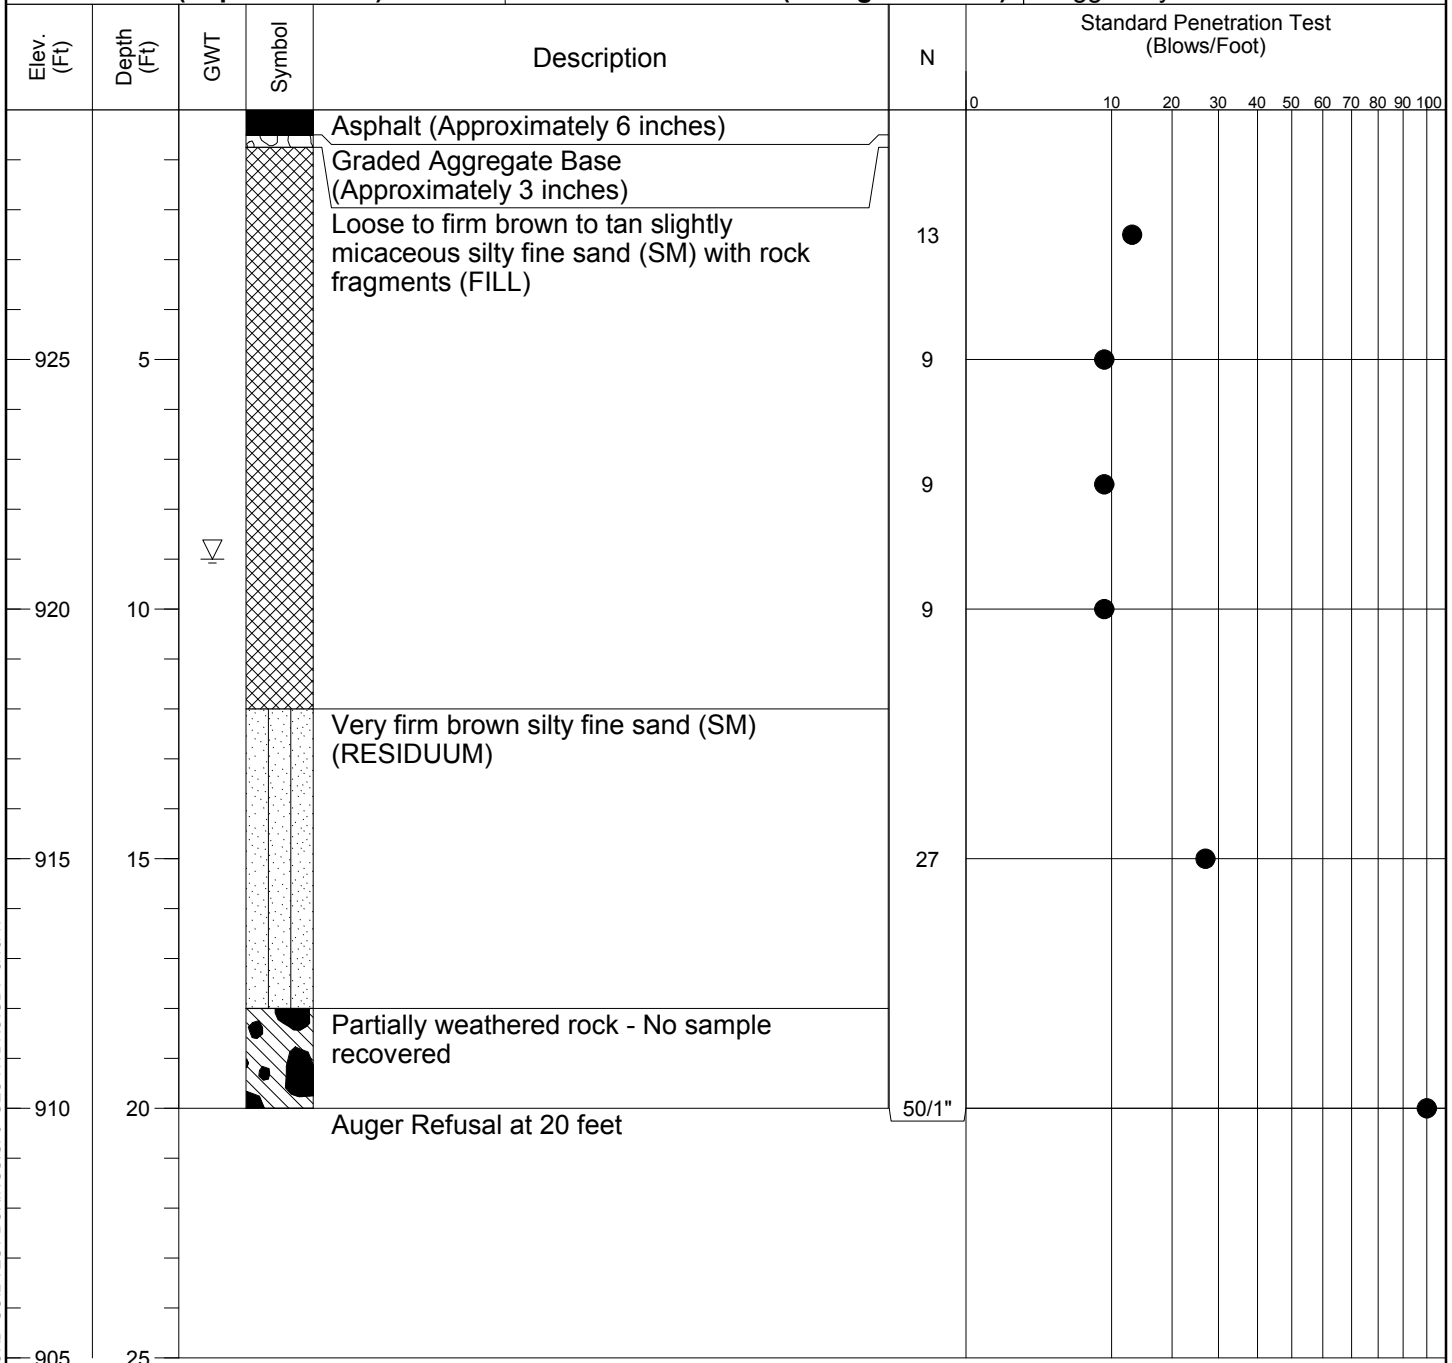 Elev.
(Ft)
Depth
(Ft)
GWT
Symbol
Description
N
Standard Penetration Test
(Blows/Foot)
0 10 20 30 40 50 60 70 80 90 100
Asphalt (Approximately 6 inches)
Graded Aggregate Base
(Approximately 3 inches)
Loose to firm brown to tan slightly
micaceous silty fine sand (SM) with rock
fragments (FILL)
13
925 5 9
9
920 10 9
Very firm brown silty fine sand (SM)
(RESIDUUM)
915 15 27
Partially weathered rock - No sample
recovered
910 20 50/1"
Auger Refusal at 20 feet
905 25